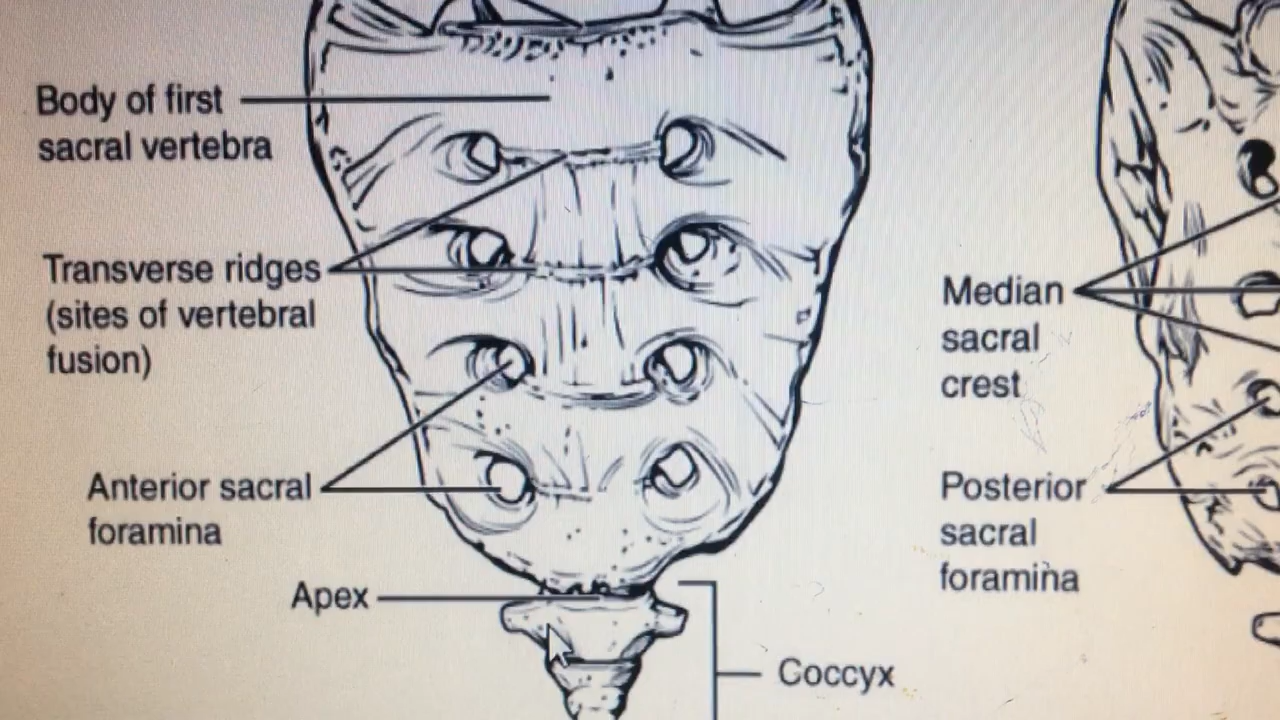 Body of first
sacral vertebra
Transverse ridges
(sites of vertebral
fusion)
Anterior sacral
foramina
Apex
Coccyx
Median
sacral
crest
Posterior
sacral
foramina